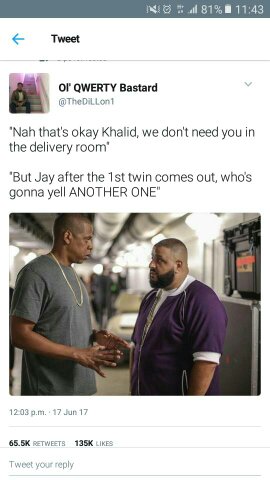 81% 11:43
Tweet
Ol' QWERTY Bastard
@TheDiLLon1
"Nah that's okay Khalid, we don't need you in
the delivery room"
"But Jay after the 1st twin comes out, who's
gonna yell ANOTHER ONE"
12:03 p.m. · 17 Jun 17
65.5K RETWEETS 135K LIKES
Tweet your reply